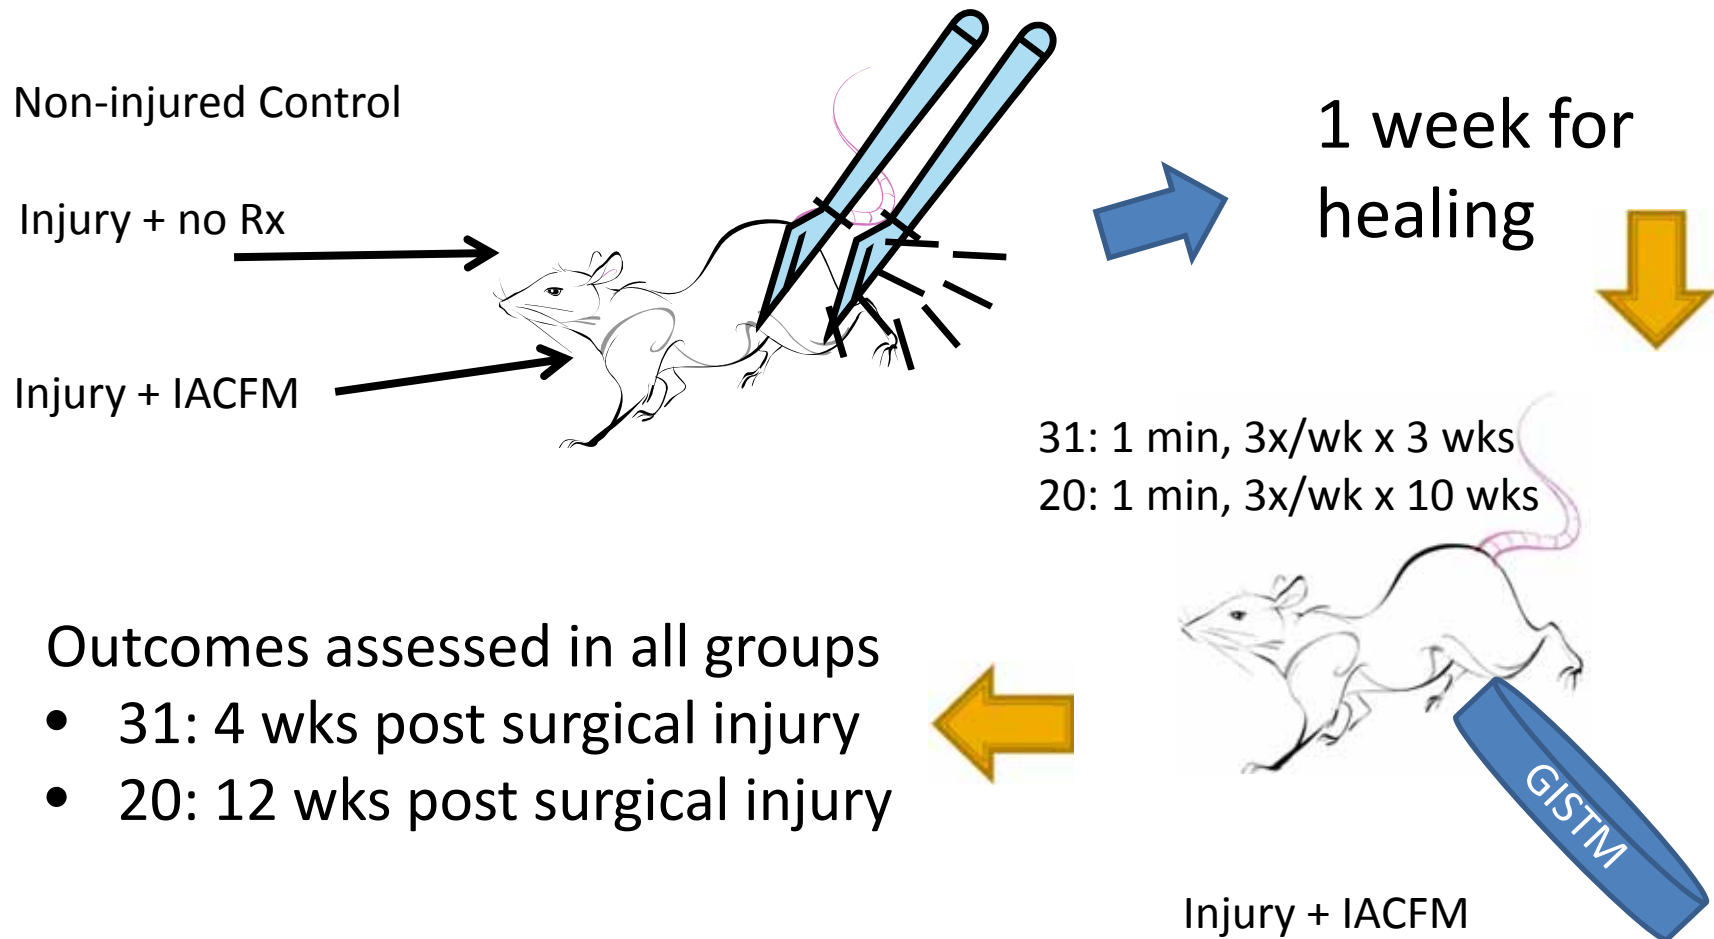 Non-injured Control
Injury + no Rx
Injury + IACFM
1 week for
healing
31: 1 min, 3x/wk x 3 wks
20: 1 min, 3x/wk x 10 wks
GISTM
Injury + IACFM
Outcomes assessed in all groups
• 31: 4 wks post surgical injury
• 20: 12 wks post surgical injury